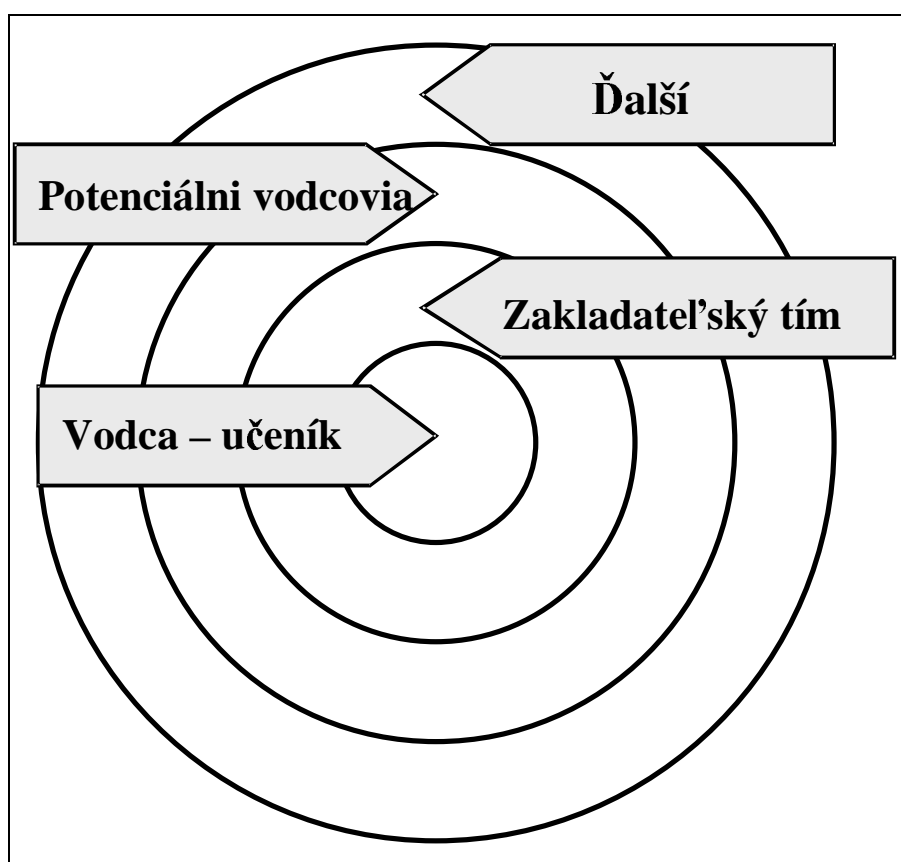 Ďalší
Potenciálni vodcovia
Zakladateľský tím
Vodca – učeník